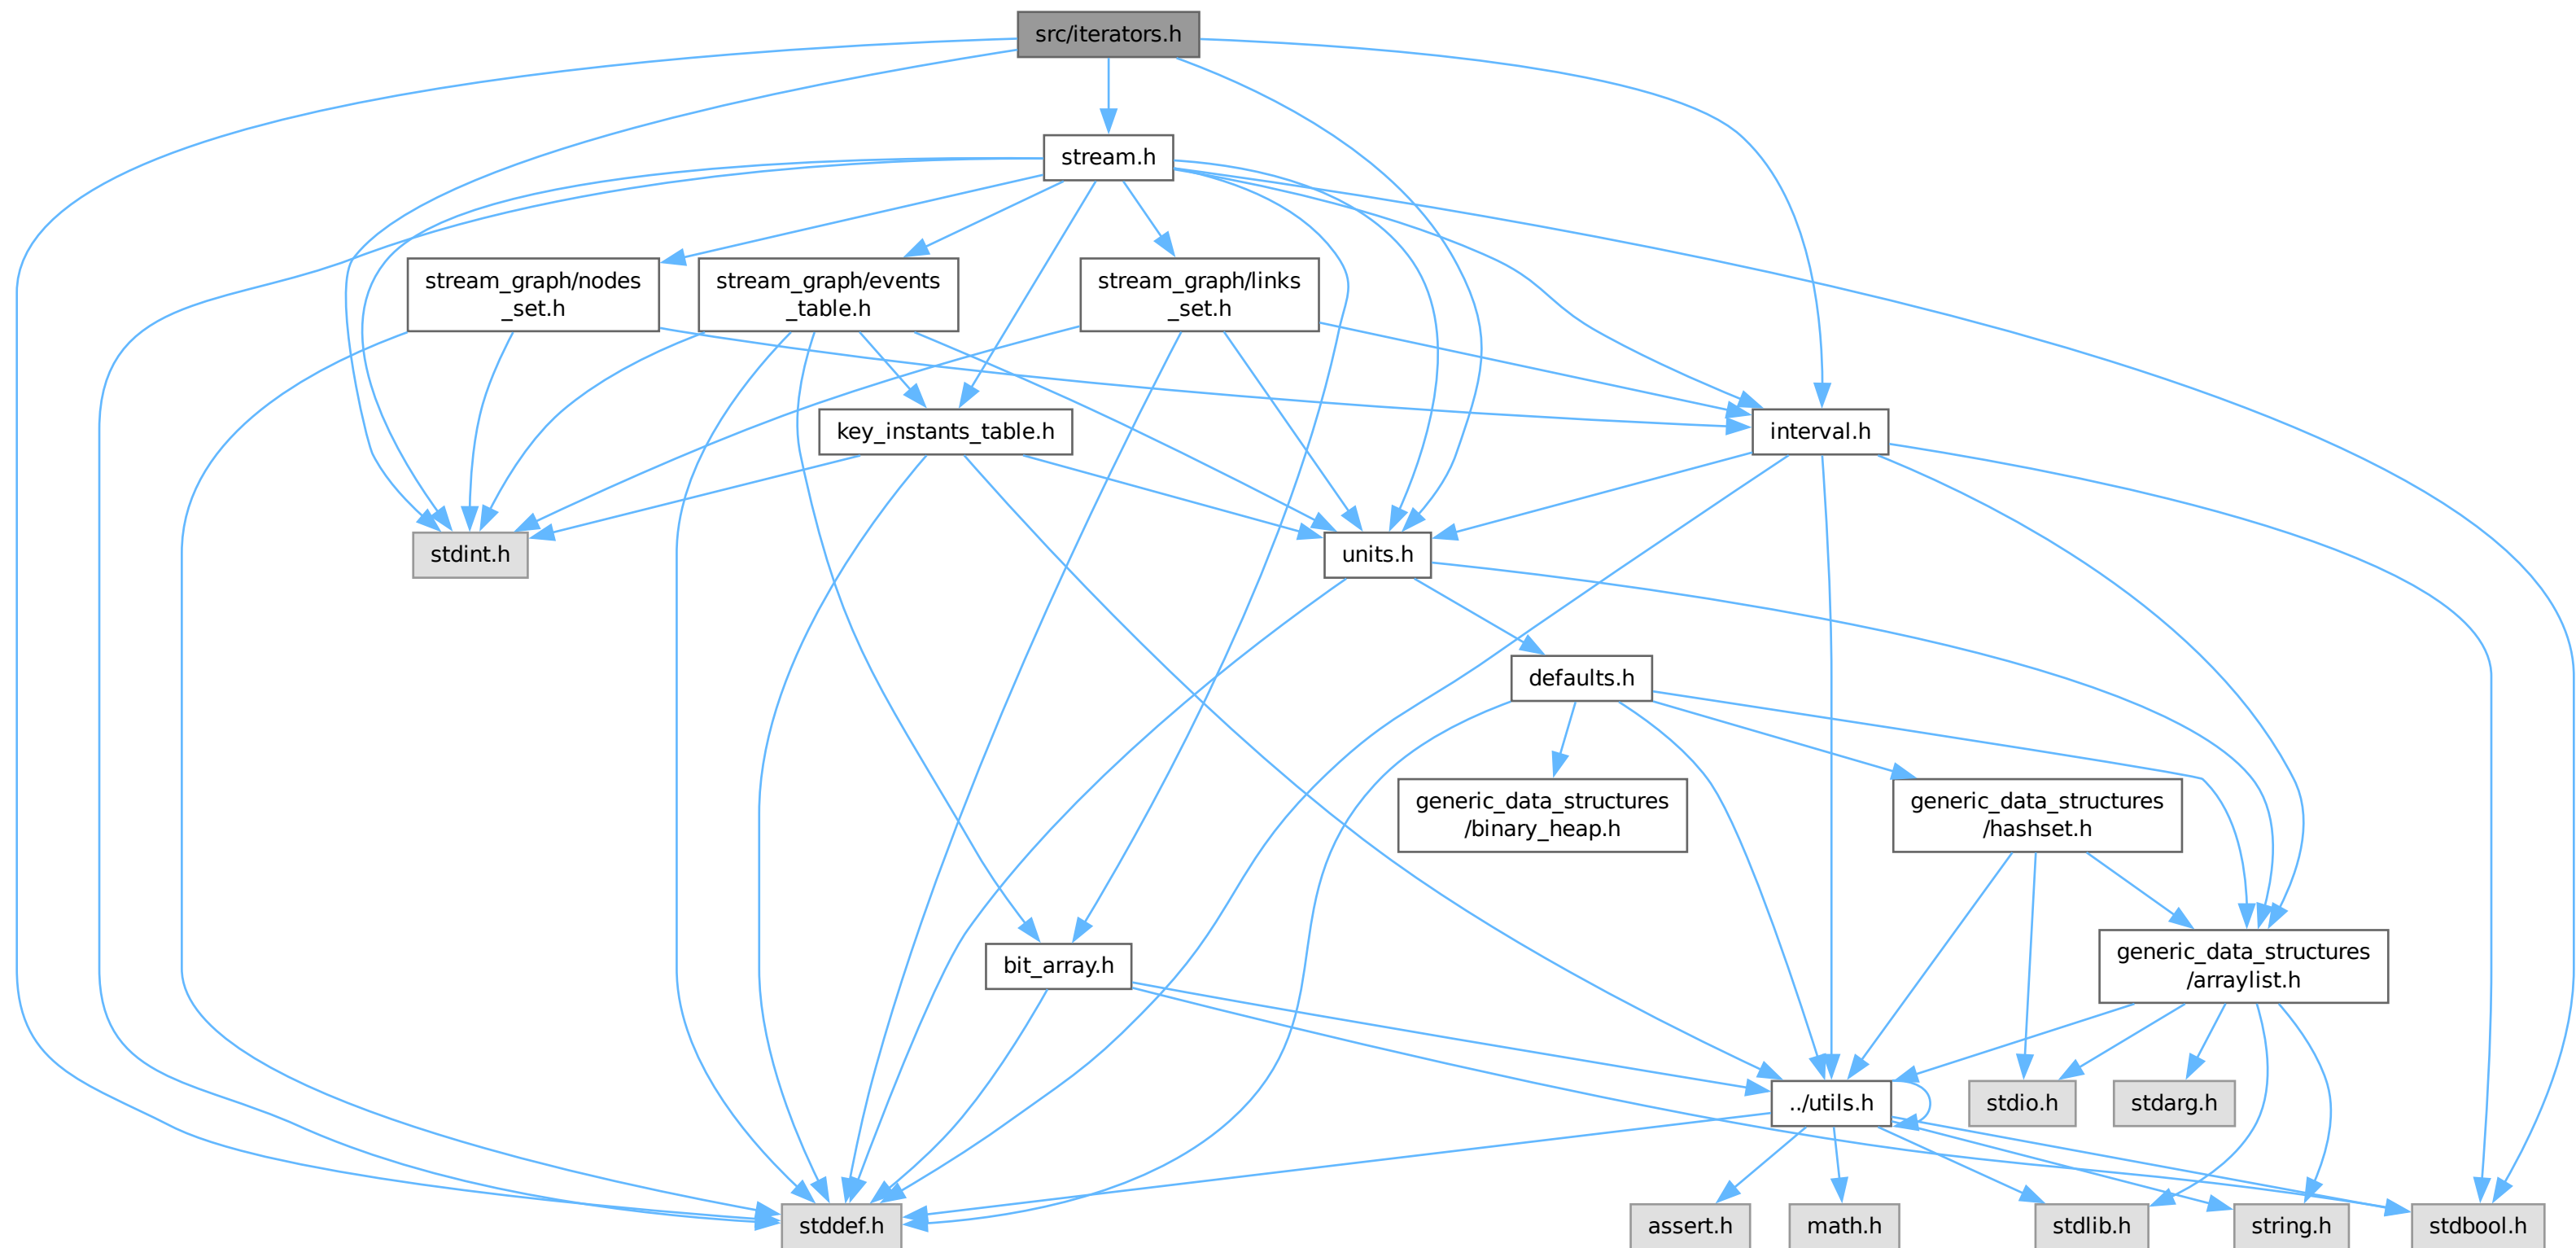 src/iterators.h
stream.h
stream_graph/nodes
_set.h
stream_graph/events
_table.h
stream_graph/links
_set.h
key_instants_table.h
interval.h
stdint.h
units.h
defaults.h
generic_data_structures
/binary_heap.h
generic_data_structures
/hashset.h
bit_array.h
generic_data_structures
/arraylist.h
../utils.h
stdio.h
stdarg.h
stddef.h
assert.h
math.h
stdlib.h
string.h
stdbool.h